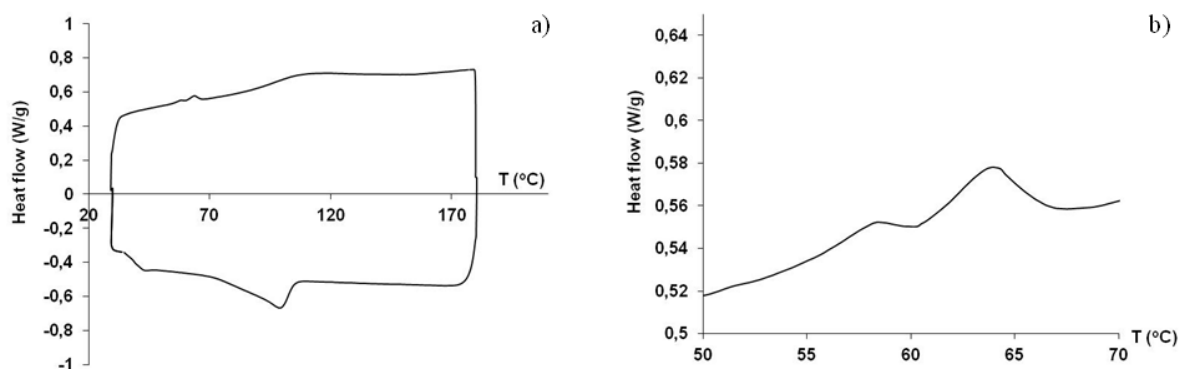 a)
Heat flow (W/g)
1
0,8
0,6
0,4
0,2
0
-0,2
-0,4
-0,6
-0,8
-1
20 70 120 170
T (°C)
b)
Heat flow (W/g)
0,64
0,62
0,6
0,58
0,56
0,54
0,52
0,5
50 55 60 65 70
T (°C)